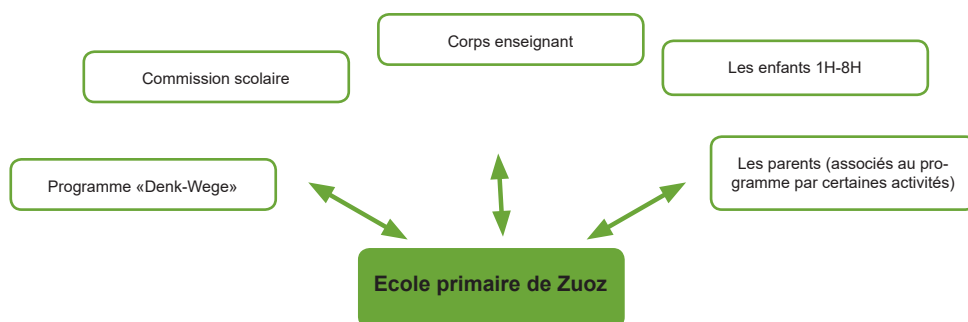 Corps enseignant
Commission scolaire
Les enfants 1H-8H
Programme «Denk-Wege»
Les parents (associés au pro-
gramme par certaines activités)
Ecole primaire de Zuoz